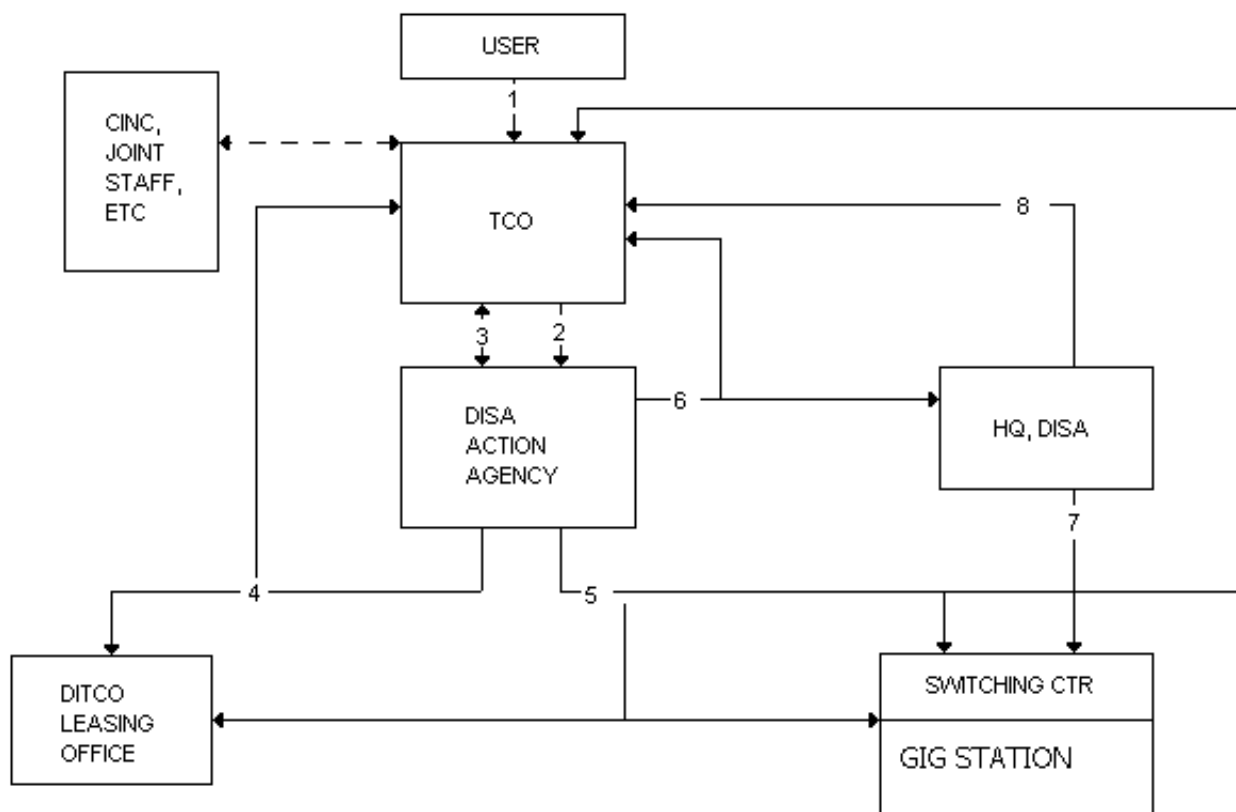 USER
1
CINC,
JOINT
STAFF,
ETC
TCO
8
3
2
DISA
ACTION
AGENCY
6
HQ, DISA
7
4
5
DITCO
LEASING
OFFICE
SWITCHING CTR
GIG STATION